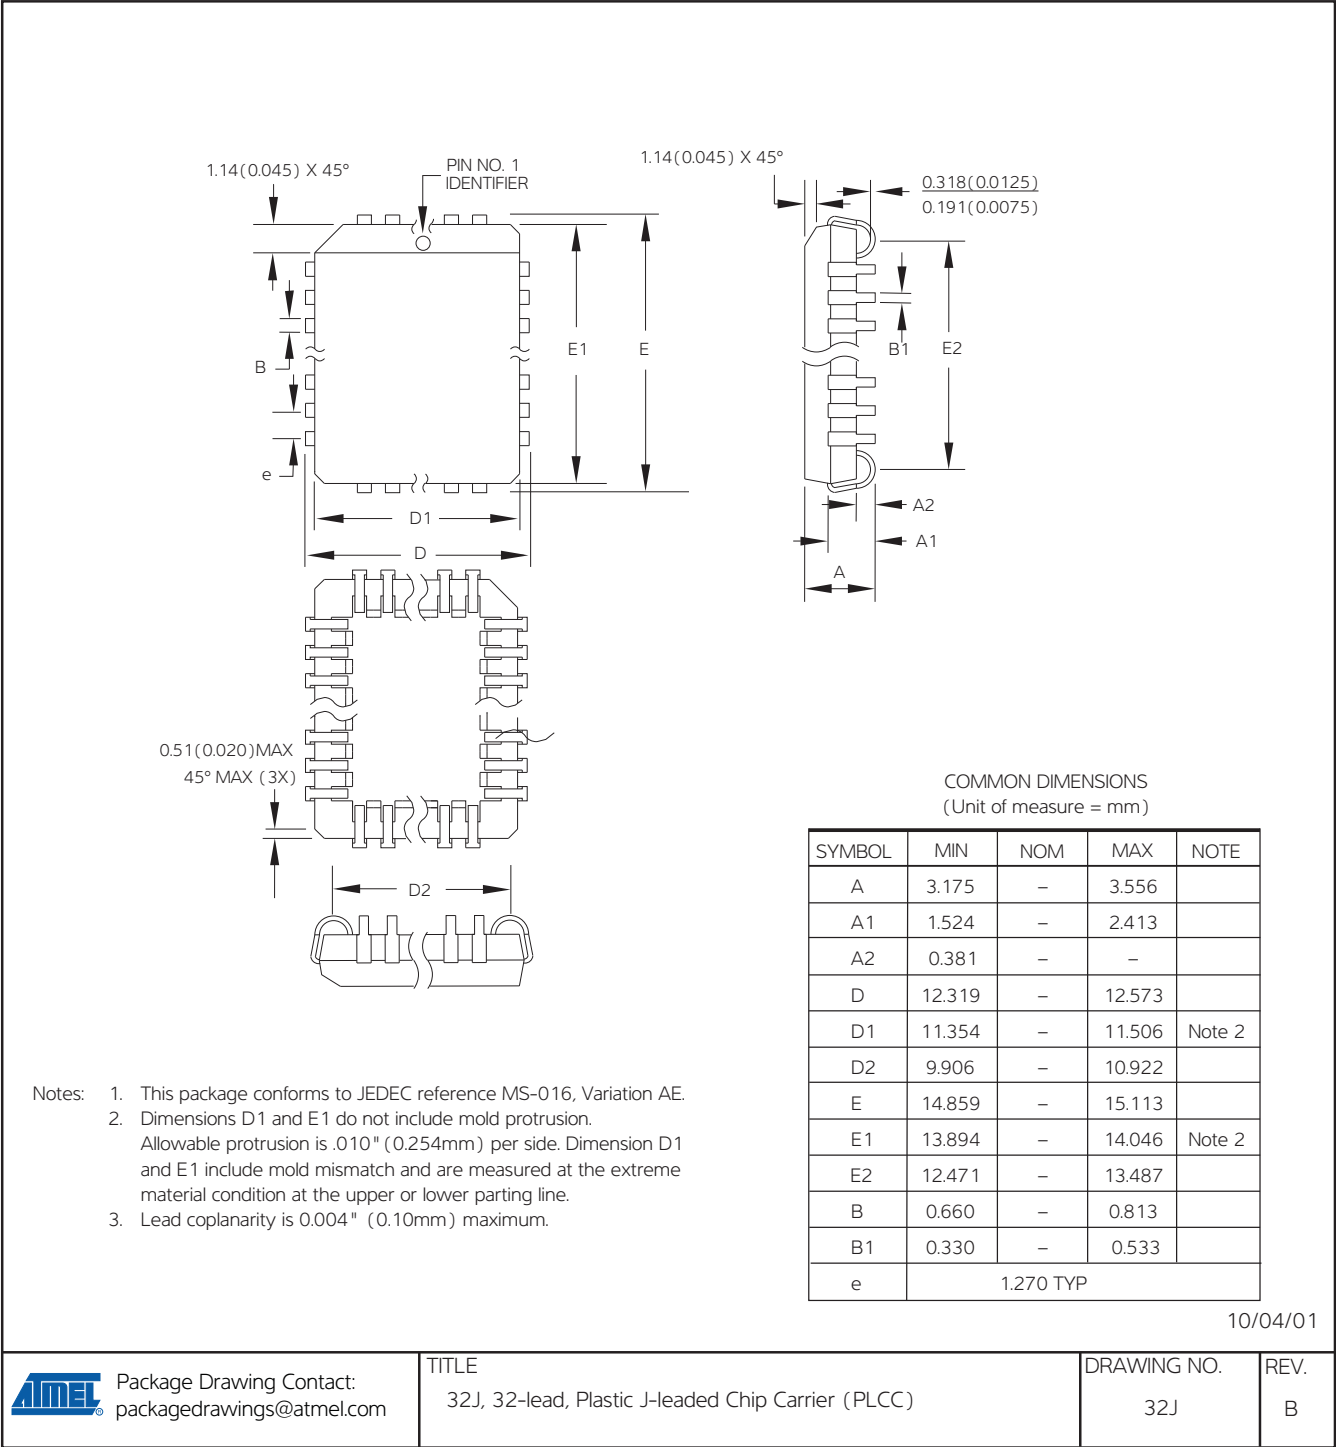 1.14(0.045) X 45°
PIN NO. 1
IDENTIFIER
1.14(0.045) X 45°
0.318(0.0125)
0.191(0.0075)
B
e
E1
E
B1
E2
D1
D
A2
A1
A
0.51(0.020)MAX
45° MAX (3X)
D2
COMMON DIMENSIONS
(Unit of measure = mm)
SYMBOL MIN NOM MAX NOTE
A 3.175 – 3.556
A1 1.524 – 2.413
A2 0.381 – –
D 12.319 – 12.573
D1 11.354 – 11.506 Note 2
D2 9.906 – 10.922
E 14.859 – 15.113
E1 13.894 – 14.046 Note 2
E2 12.471 – 13.487
B 0.660 – 0.813
B1 0.330 – 0.533
e 1.270 TYP
Notes: 1. This package conforms to JEDEC reference MS-016, Variation AE.
2. Dimensions D1 and E1 do not include mold protrusion.
Allowable protrusion is .010"(0.254mm) per side. Dimension D1
and E1 include mold mismatch and are measured at the extreme
material condition at the upper or lower parting line.
3. Lead coplanarity is 0.004" (0.10mm) maximum.
10/04/01
ATMEL®
Package Drawing Contact:
packagedrawings@atmel.com
TITLE
32J, 32-lead, Plastic J-leaded Chip Carrier (PLCC)
DRAWING NO.
32J
REV.
B